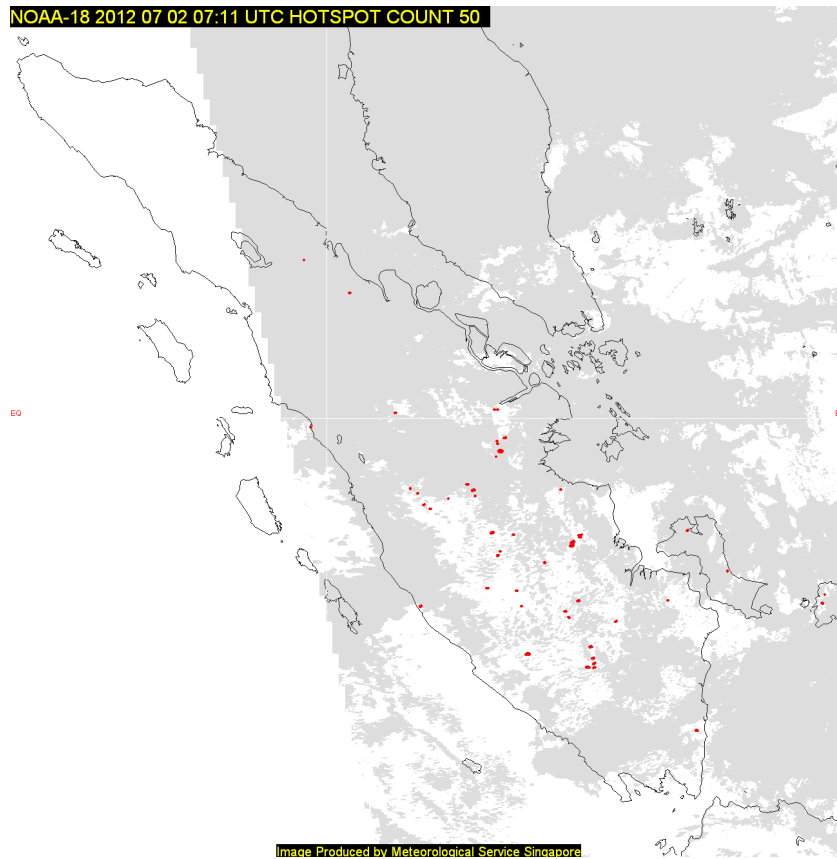 NOAA-18 2012 07 02 07:11 UTC HOTSPOT COUNT 50
EQ
Image Produced by Meteorological Service Singapore